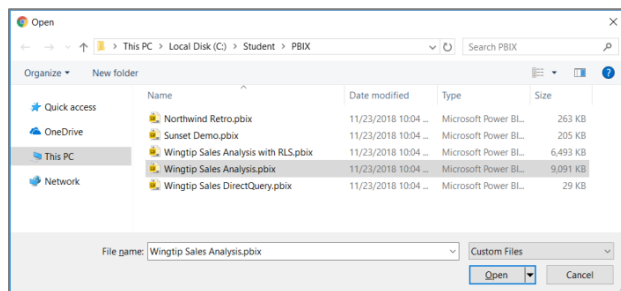 Open
This PC > Local Disk (C:) > Student > PBIX
Search PBIX
Organize
New folder
Name Date modified Type Size
Quick access
OneDrive
This PC
Network
Northwind Retro.pbix 11/23/2018 10:04 ... Microsoft Power BI... 263 KB
Sunset Demo.pbix 11/23/2018 10:04 ... Microsoft Power BI... 205 KB
Wingtip Sales Analysis with RLS.pbix 11/23/2018 10:04 ... Microsoft Power BI... 6,493 KB
Wingtip Sales Analysis.pbix 11/23/2018 10:04 ... Microsoft Power BI... 9,091 KB
Wingtip Sales DirectQuery.pbix 11/23/2018 10:04 ... Microsoft Power BI... 29 KB
File name: Wingtip Sales Analysis.pbix
Custom Files
Open
Cancel